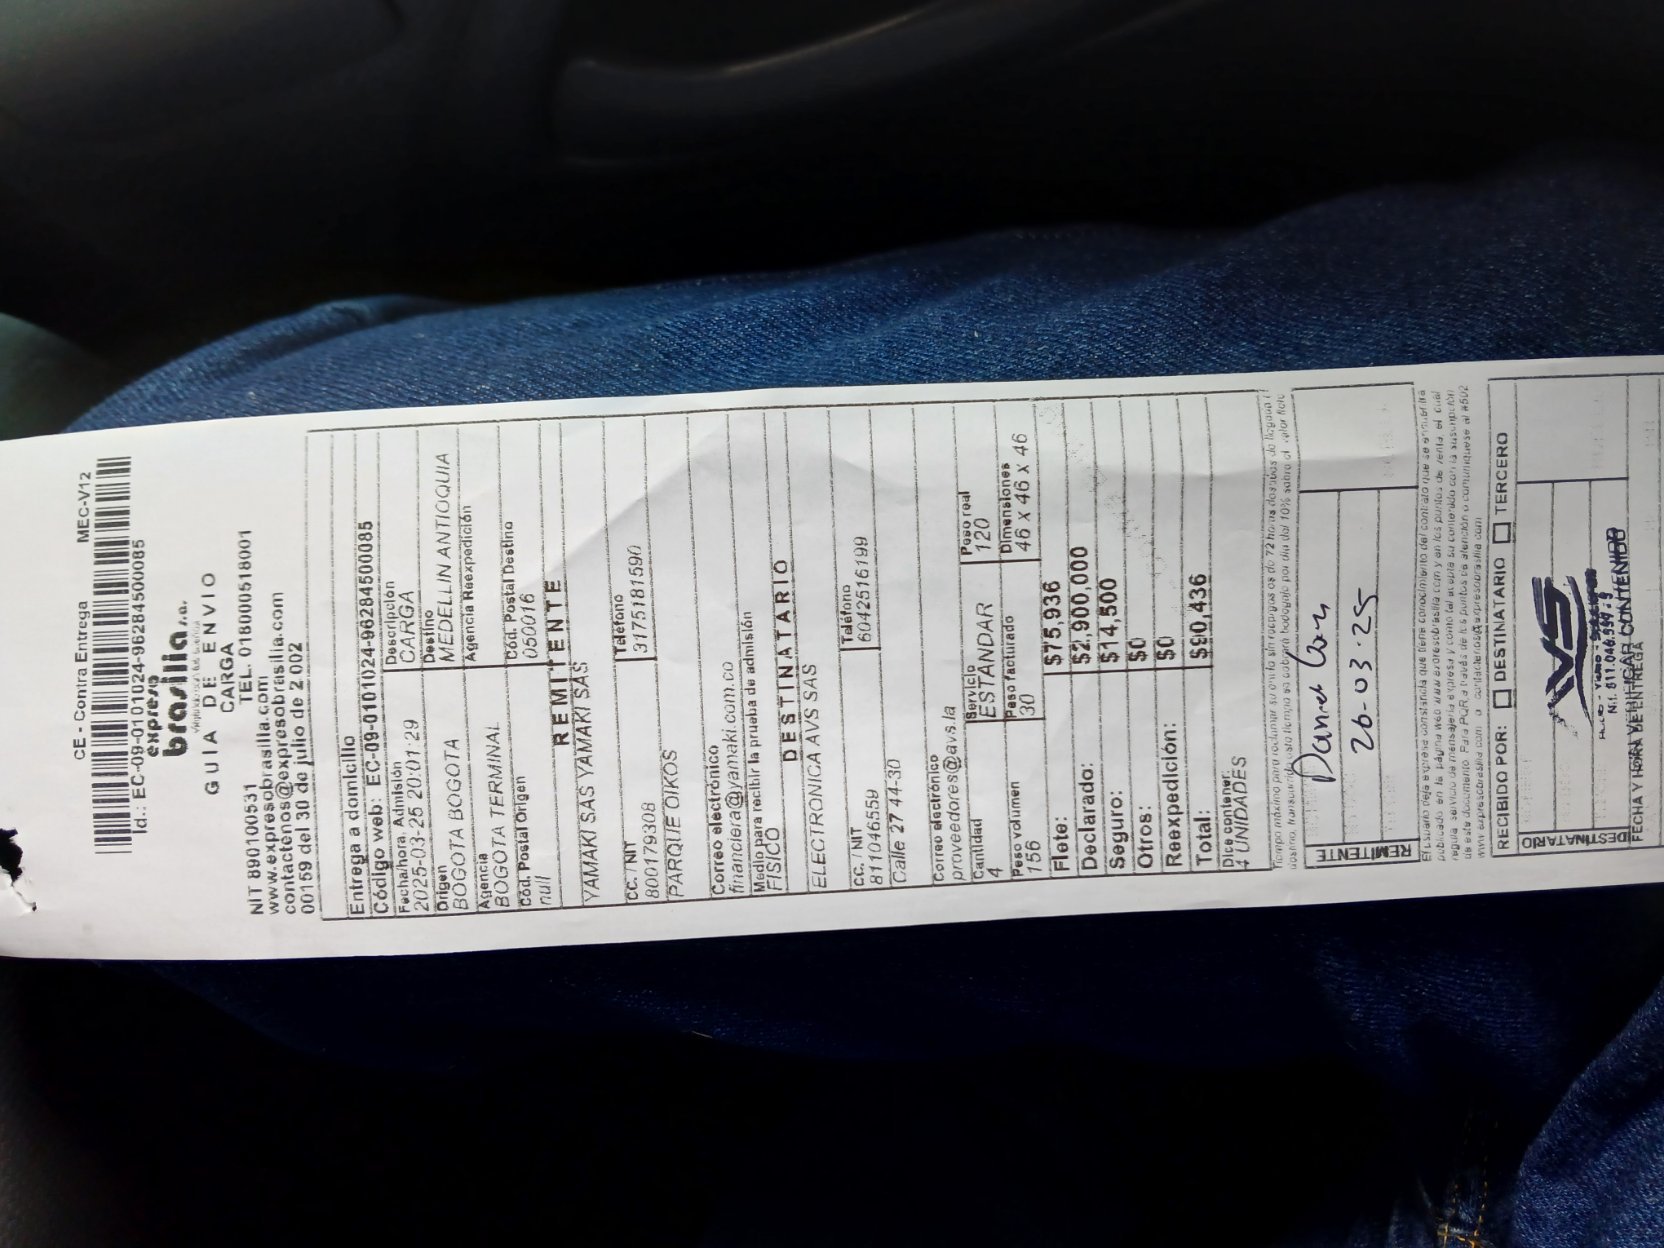 CE - Contra Entrega MEC-V12
Id.: EC-09-0101024-96284500085
expreso
brasilia s.a.
GUIA DE ENVIO
CARGA
NIT 890100531 TEL. 018000518001
www.expresobrasilia.com
contactenos@expresobrasilia.com
00159 del 30 de julio de 2.002
Entrega a domicilio
Código web: EC-09-0101024-96284500085
Fecha/hora. Admisión Descripción
2025-03-25 20:01:29 CARGA
Origen Destino
BOGOTA BOGOTA MEDELLIN ANTIOQUIA
Agencia Agencia Reexpedición
BOGOTA TERMINAL
Cód. Postal Origen Cód. Postal Destino
null 050016
REMITENTE
YAMAKI SAS YAMAKI SAS
CC. / NIT Teléfono
800179308 3175181590
PARQUE OIKOS
Correo electrónico
financiera@yamaki.com.co
Medio para recibir la prueba de admisión
FISICO
DESTINATARIO
ELECTRONICA AVS SAS
CC. / NIT Teléfono
811046559 6042516199
Calle 27 44-30
Correo electrónico
proveedores@avs.la
Cantidad Servicio Peso real
4 ESTANDAR 120
Peso volumen Peso facturado Dimensiones
156 30 46 x 46 x 46
Flete: $75,936
Declarado: $2,900,000
Seguro: $14,500
Otros: $0
Reexpedición: $0
Total: $90,436
Dice contener:
4 UNIDADES
REMITENTE
26-03-25
RECIBIDO POR: DESTINATARIO TERCERO
DESTINATARIO
AVS
FECHA Y HORA DE ENTREGA